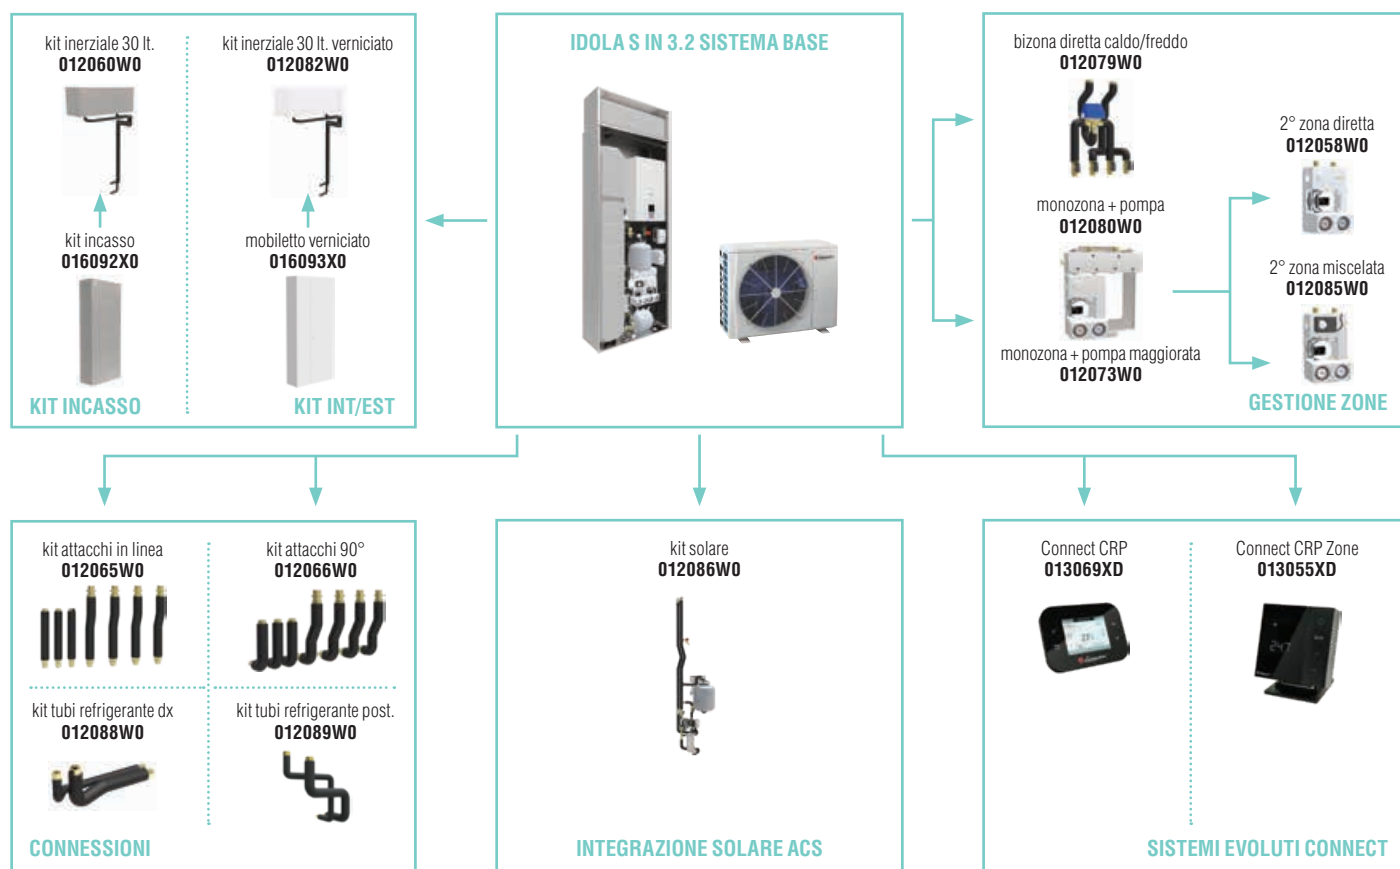 kit inerziale 30 lt.
012060W0
kit inerziale 30 lt. verniciato
012082W0
kit incasso
016092X0
mobiletto verniciato
016093X0
KIT INCASSO
KIT INT/EST
IDOLA S IN 3.2 SISTEMA BASE
bizona diretta caldo/freddo
012079W0
2° zona diretta
012058W0
monozona + pompa
012080W0
2° zona miscelata
012085W0
monozona + pompa maggiorata
012073W0
GESTIONE ZONE
kit attacchi in linea
012065W0
kit attacchi 90°
012066W0
kit tubi refrigerante dx
012088W0
kit tubi refrigerante post.
012089W0
CONNESSIONI
kit solare
012086W0
INTEGRAZIONE SOLARE ACS
Connect CRP
013069XD
Connect CRP Zone
013055XD
SISTEMI EVOLUTI CONNECT